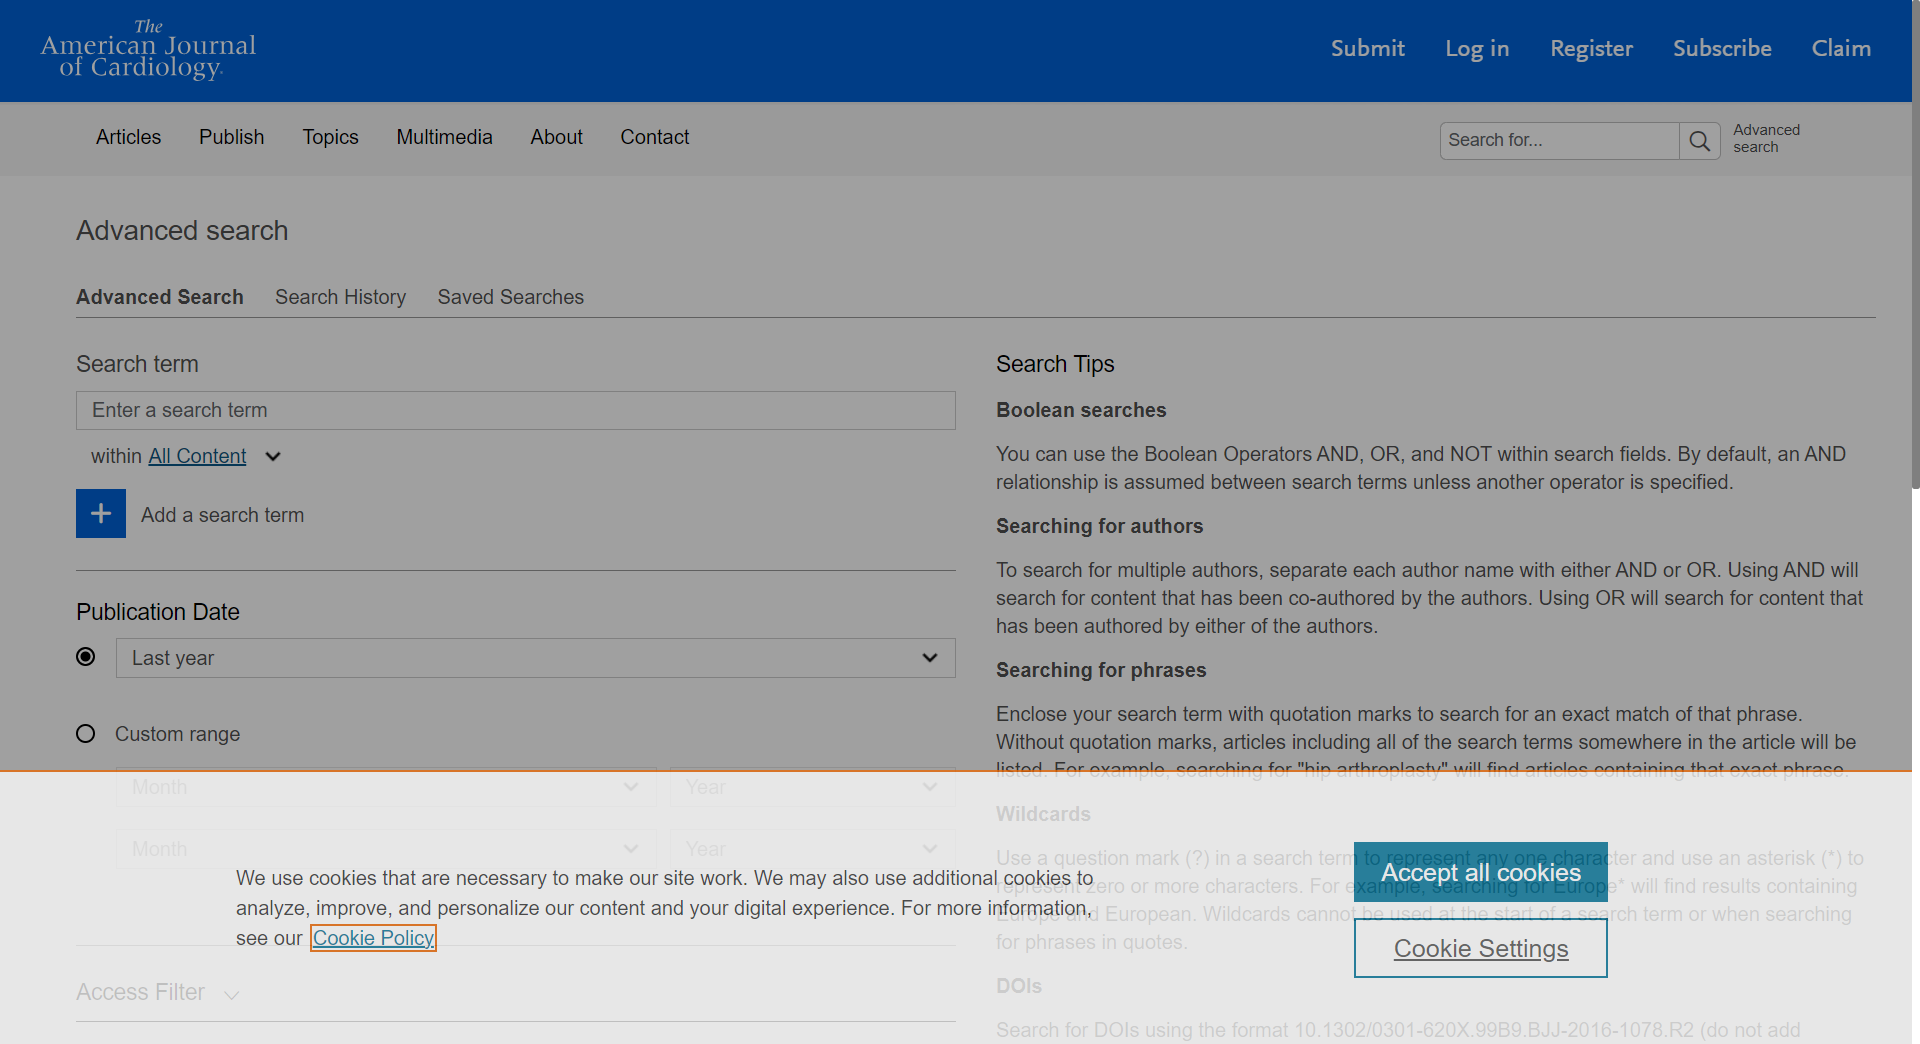 The
American Journal
of Cardiology
Submit
Log in
Register
Subscribe
Claim
Articles
Publish
Topics
Multimedia
About
Contact
Search for...
Advanced
search
Advanced search
Advanced Search
Search History
Saved Searches
Search term
Enter a search term
within All Content
Add a search term
Publication Date
Last year
Custom range
Month
Year
Month
Year
Access Filter
Search Tips
Boolean searches
You can use the Boolean Operators AND, OR, and NOT within search fields. By default, an AND
relationship is assumed between search terms unless another operator is specified.
Searching for authors
To search for multiple authors, separate each author name with either AND or OR. Using AND will
search for content that has been co-authored by the authors. Using OR will search for content that
has been authored by either of the authors.
Searching for phrases
Enclose your search term with quotation marks to search for an exact match of that phrase.
Without quotation marks, articles including all of the search terms somewhere in the article will be
listed. For example, searching for "hip arthroplasty" will find articles containing that exact phrase.
Wildcards
Use a question mark (?) in a search term to represent any one character and use an asterisk (*) to
represent zero or more characters. For example, searching for Europe* will find results containing
Europe and European. Wildcards cannot be used at the start of a search term or when searching
for phrases in quotes.
DOIs
Search for DOIs using the format 10.1302/0301-620X.99B9.BJJ-2016-1078.R2 (do not add
We use cookies that are necessary to make our site work. We may also use additional cookies to
analyze, improve, and personalize our content and your digital experience. For more information,
see our Cookie Policy
Accept all cookies
Cookie Settings